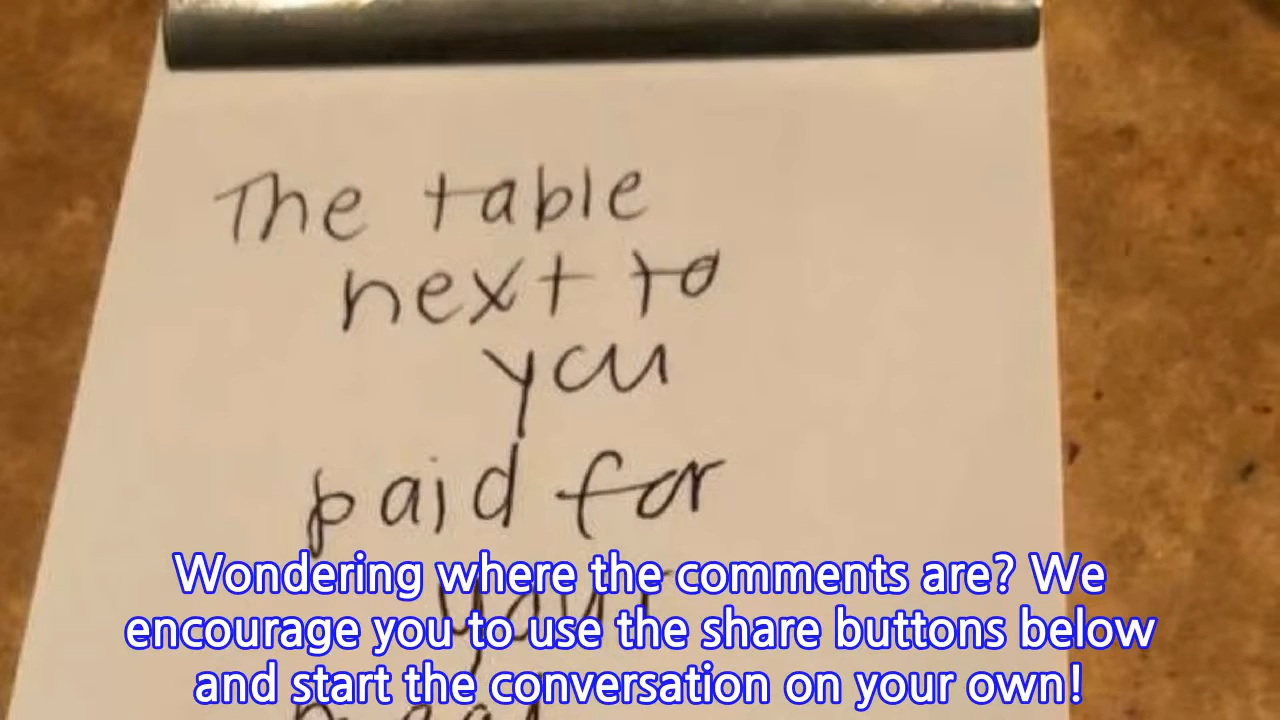 The table
next to
you
paid for
your
Wondering where the comments are? We
encourage you to use the share buttons below
and start the conversation on your own!